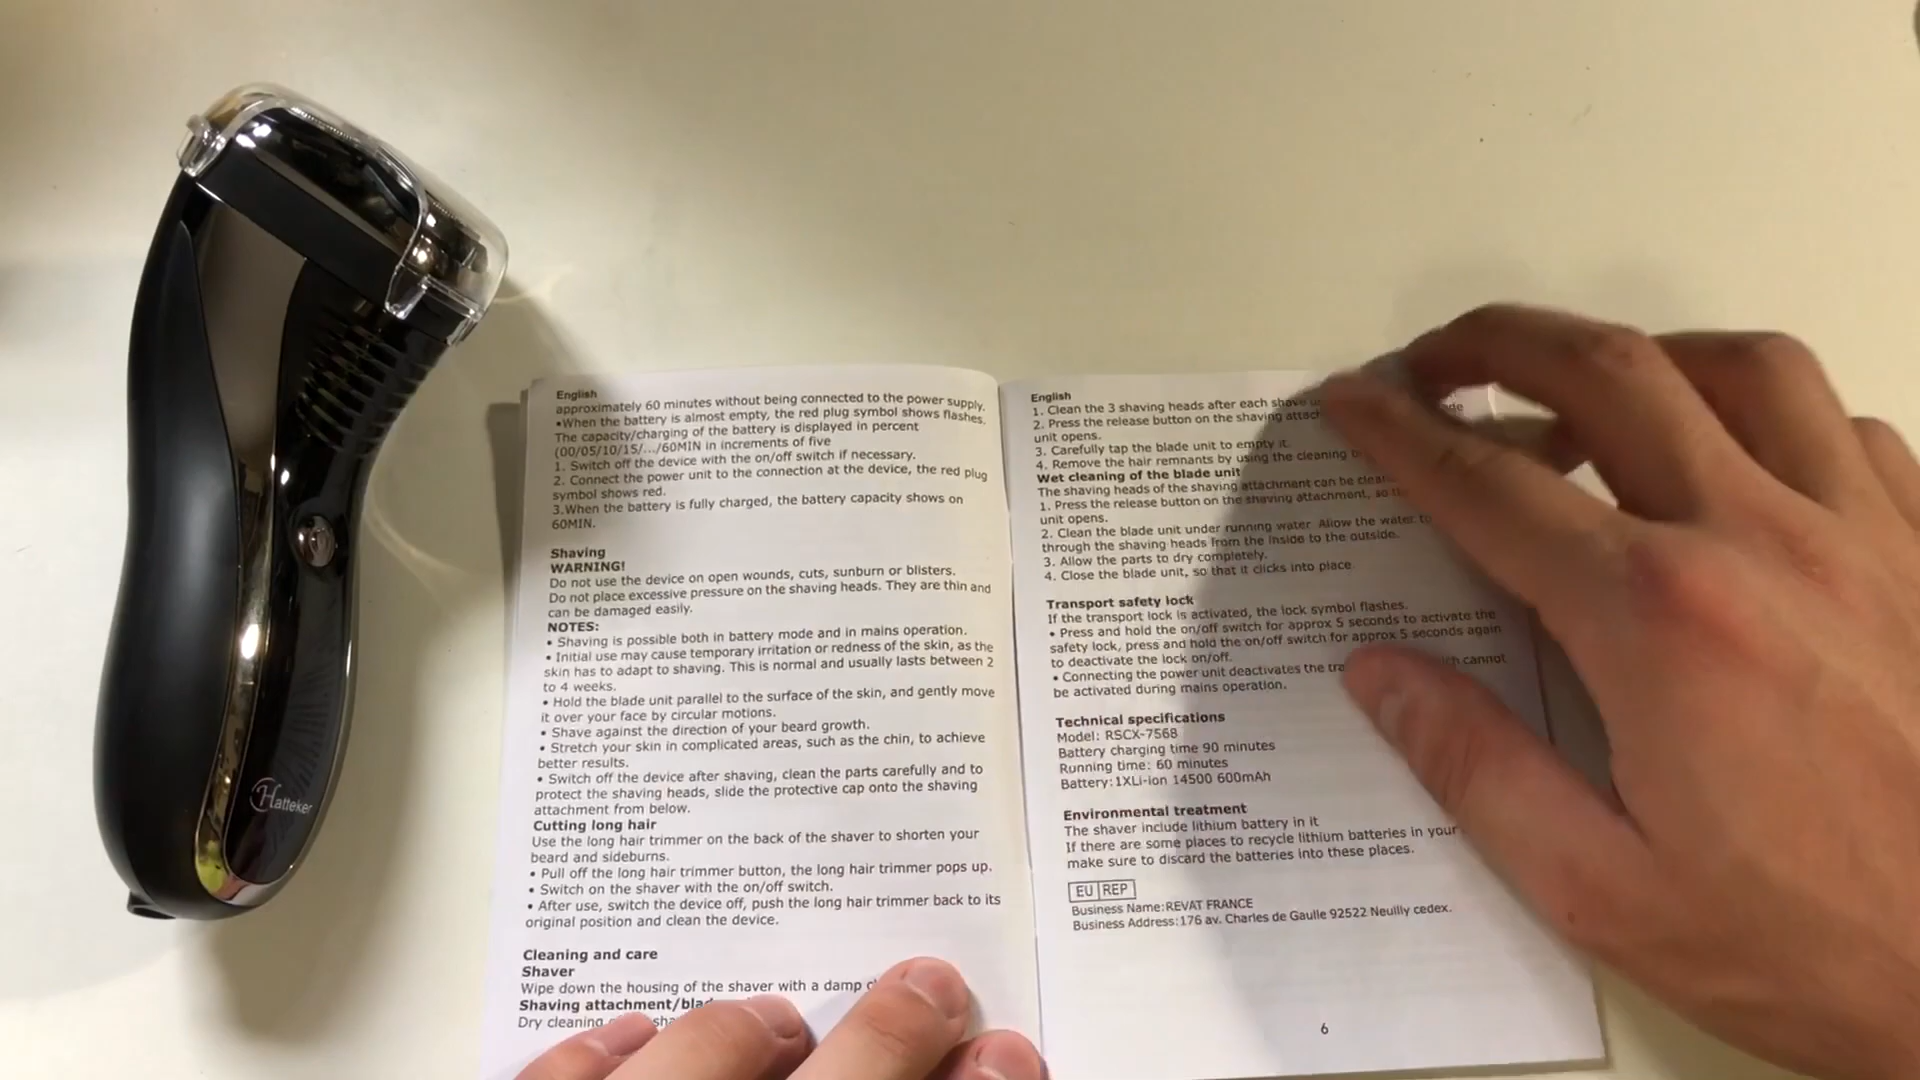 Hatteker
English
approximately 60 minutes without being connected to the power supply.
•When the battery is almost empty, the red plug symbol shows flashes.
The capacity/charging of the battery is displayed in percent
(00/05/10/15/.../60MIN in increments of five
1. Switch off the device with the on/off switch if necessary.
2. Connect the power unit to the connection at the device, the red plug
symbol shows red.
3.When the battery is fully charged, the battery capacity shows on
60MIN.
Shaving
WARNING!
Do not use the device on open wounds, cuts, sunburn or blisters.
Do not place excessive pressure on the shaving heads. They are thin and
can be damaged easily.
NOTES:
• Shaving is possible both in battery mode and in mains operation.
• Initial use may cause temporary irritation or redness of the skin, as the
skin has to adapt to shaving. This is normal and usually lasts between 2
to 4 weeks.
• Hold the blade unit parallel to the surface of the skin, and gently move
it over your face by circular motions.
• Shave against the direction of your beard growth.
• Stretch your skin in complicated areas, such as the chin, to achieve
better results.
• Switch off the device after shaving, clean the parts carefully and to
protect the shaving heads, slide the protective cap onto the shaving
attachment from below.
Cutting long hair
Use the long hair trimmer on the back of the shaver to shorten your
beard and sideburns.
• Pull off the long hair trimmer button, the long hair trimmer pops up.
• Switch on the shaver with the on/off switch.
• After use, switch the device off, push the long hair trimmer back to its
original position and clean the device.
Cleaning and care
Shaver
Wipe down the housing of the shaver with a damp
Shaving attachment/
Dry cleaning
English
1. Clean the 3 shaving heads after each shave
2. Press the release button on the shaving
unit opens.
3. Carefully tap the blade unit to empty it.
4. Remove the hair remnants by using the cleaning
Wet cleaning of the blade unit
The shaving heads of the shaving attachment can be
1. Press the release button on the shaving attachment, so
unit opens.
2. Clean the blade unit under running water. Allow the water to
through the shaving heads from the inside to the outside.
3. Allow the parts to dry completely.
4. Close the blade unit, so that it clicks into place.
Transport safety lock
If the transport lock is activated, the lock symbol flashes.
• Press and hold the on/off switch for approx 5 seconds to activate the
safety lock, press and hold the on/off switch for approx 5 seconds again
to deactivate the lock on/off.
• Connecting the power unit deactivates the cannot
be activated during mains operation.
Technical specifications
Model: RSCX-7568
Battery charging time 90 minutes
Running time: 60 minutes
Battery:1XLi-ion 14500 600mAh
Environmental treatment
The shaver include lithium battery in it
If there are some places to recycle lithium batteries in your
make sure to discard the batteries into these places.
EU REP
Business Name:REVAT FRANCE
Business Address:176 av. Charles de Gaulle 92522 Neuilly cedex.
6